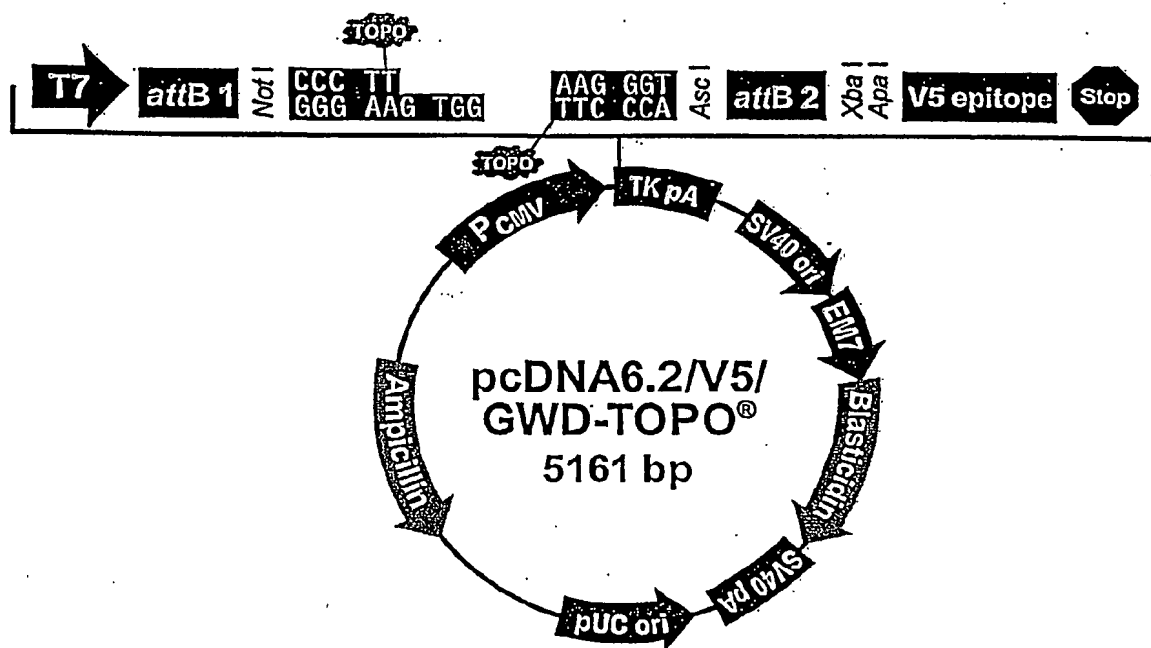 TOPO
T7
attB 1
Not I
CCC TT
GGG AAG TGG
AAG GGT
TTC CCA
Asc I
attB 2
Xba I
Apa I
V5 epitope
Stop
TOPO
PCMV
TK pA
SV40 ori
EM7
Blasticidin
SV40 pA
pUC ori
Ampicillin
pcDNA6.2/V5/
GWD-TOPO®
5161 bp